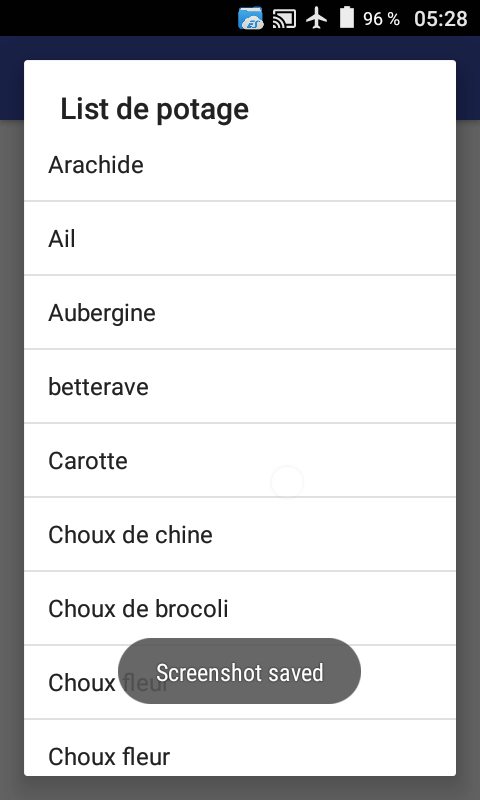 96 % 05:28
List de potage
Arachide
Ail
Aubergine
betterave
Carotte
Choux de chine
Choux de brocoli
Choux fleur
Screenshot saved
Choux fleur